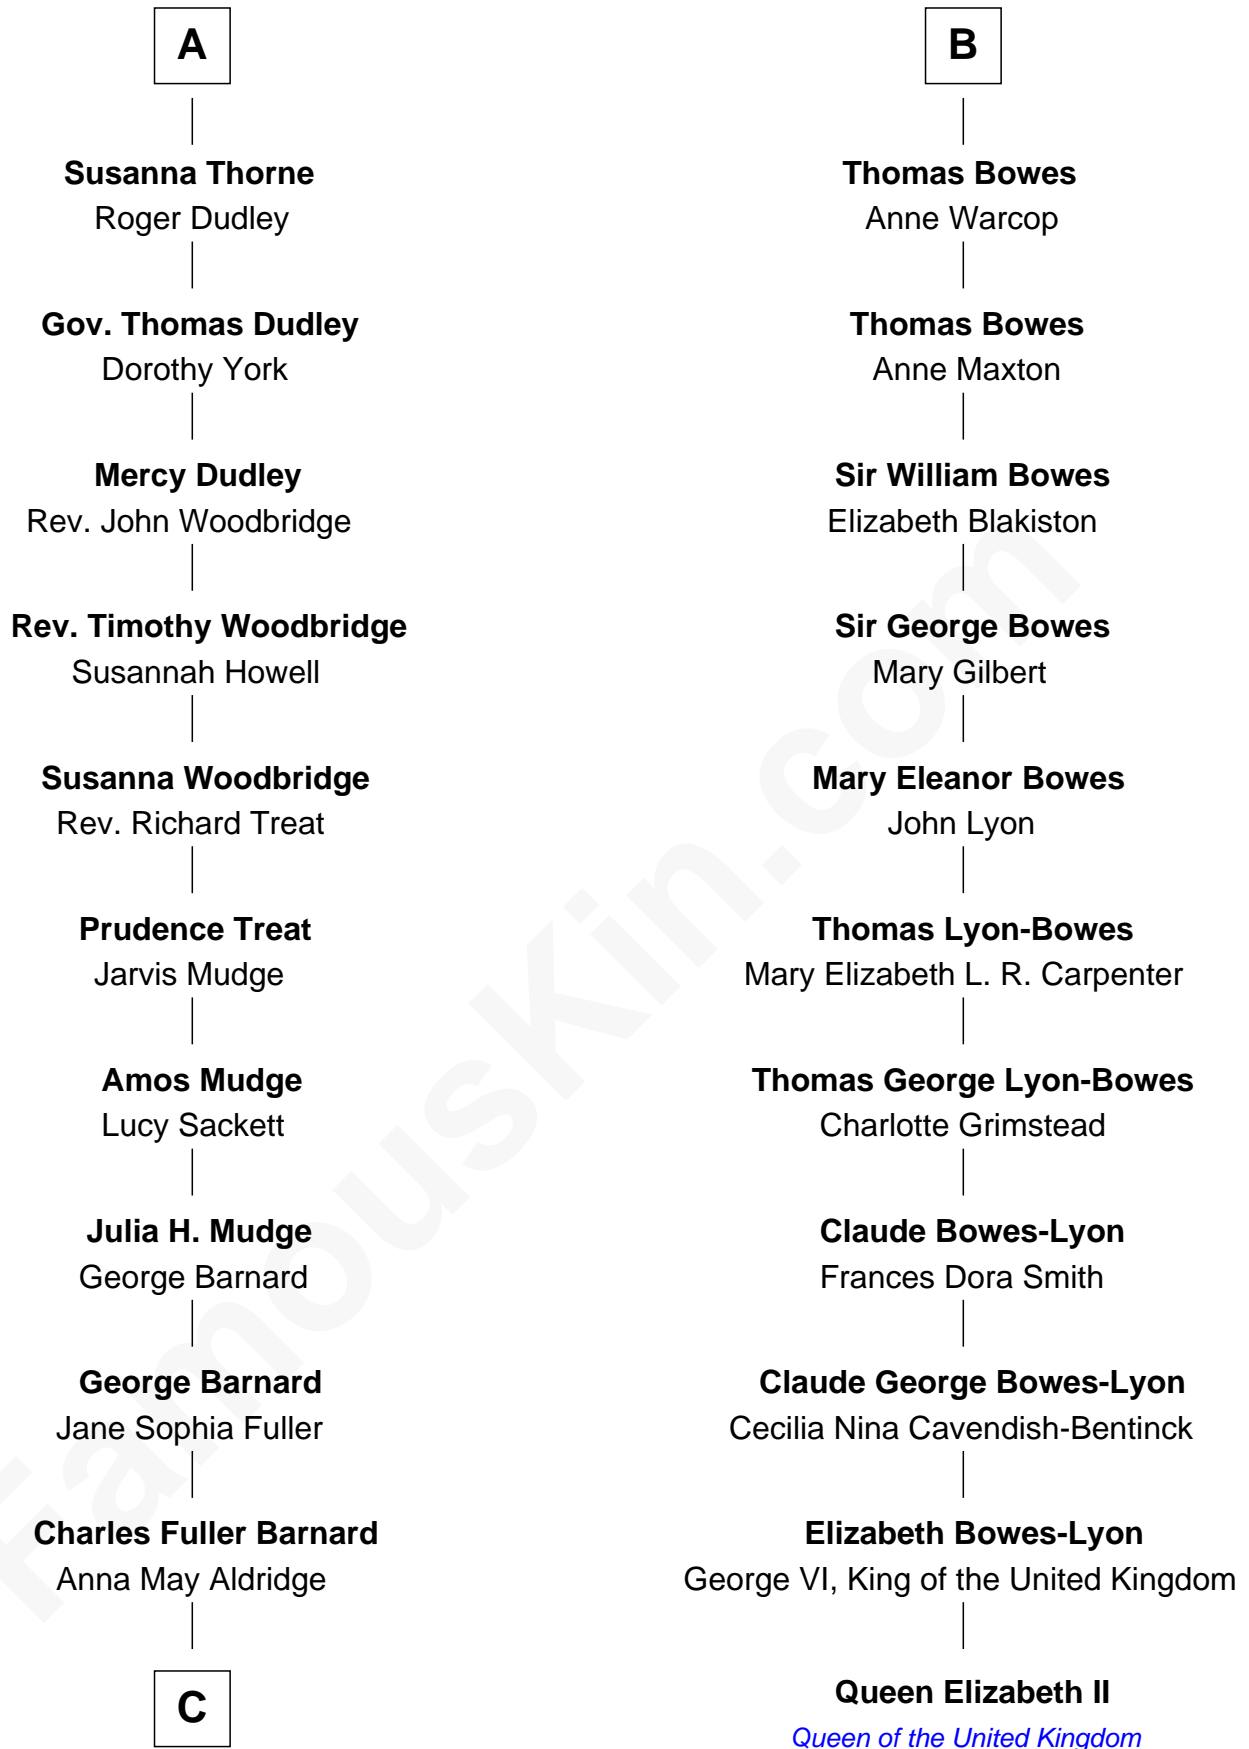 A
Susanna Thorne
Roger Dudley
Gov. Thomas Dudley
Dorothy York
Mercy Dudley
Rev. John Woodbridge
Rev. Timothy Woodbridge
Susannah Howell
Susanna Woodbridge
Rev. Richard Treat
Prudence Treat
Jarvis Mudge
Amos Mudge
Lucy Sackett
Julia H. Mudge
George Barnard
George Barnard
Jane Sophia Fuller
Charles Fuller Barnard
Anna May Aldridge
C
B
Thomas Bowes
Anne Warcop
Thomas Bowes
Anne Maxton
Sir William Bowes
Elizabeth Blakiston
Sir George Bowes
Mary Gilbert
Mary Eleanor Bowes
John Lyon
Thomas Lyon-Bowes
Mary Elizabeth L. R. Carpenter
Thomas George Lyon-Bowes
Charlotte Grimstead
Claude Bowes-Lyon
Frances Dora Smith
Claude George Bowes-Lyon
Cecilia Nina Cavendish-Bentinck
Elizabeth Bowes-Lyon
George VI, King of the United Kingdom
Queen Elizabeth II
Queen of the United Kingdom
FamousKin.com